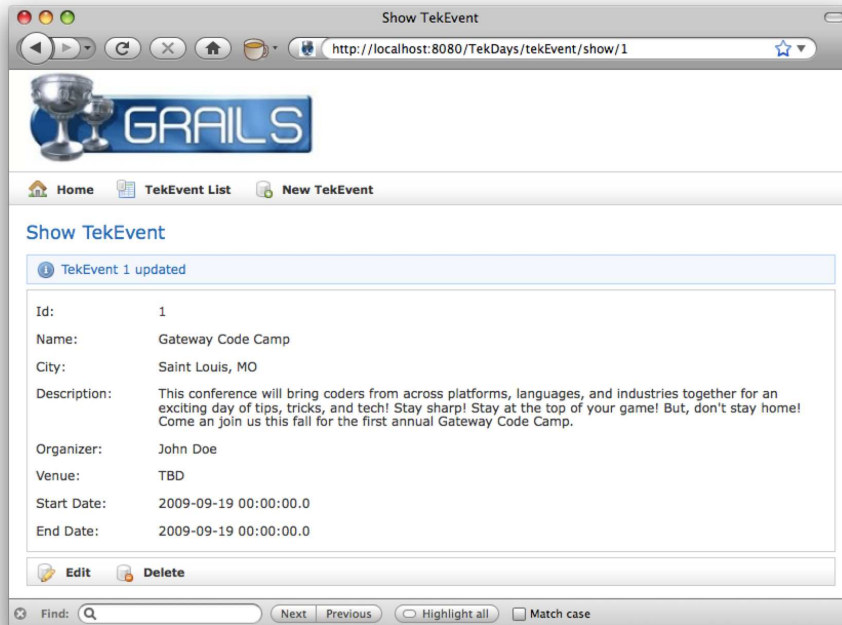 Show TekEvent
http://localhost:8080/TekDays/tekEvent/show/1
GRAILS
Home TekEvent List New TekEvent
Show TekEvent
TekEvent 1 updated
Id: 1
Name: Gateway Code Camp
City: Saint Louis, MO
Description: This conference will bring coders from across platforms, languages, and industries together for an
exciting day of tips, tricks, and tech! Stay sharp! Stay at the top of your game! But, don't stay home!
Come an join us this fall for the first annual Gateway Code Camp.
Organizer: John Doe
Venue: TBD
Start Date: 2009-09-19 00:00:00.0
End Date: 2009-09-19 00:00:00.0
Edit Delete
Find: Next Previous Highlight all Match case